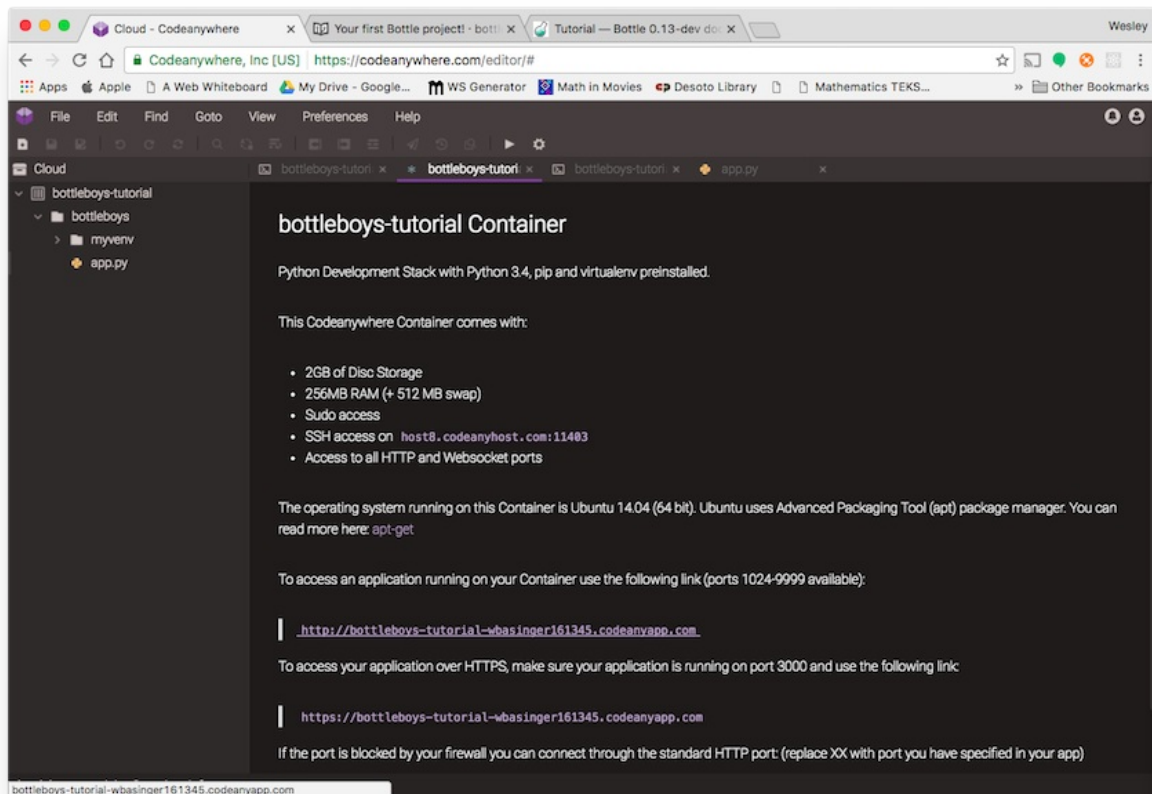 Cloud - Codeanywhere
Your first Bottle project! · bott
Tutorial — Bottle 0.13-dev do
Wesley
Codeanywhere, Inc [US] https://codeanywhere.com/editor/#
Apps Apple A Web Whiteboard My Drive - Google... WS Generator Math in Movies Desoto Library Mathematics TEKS... » Other Bookmarks
File Edit Find Goto View Preferences Help
Cloud
bottleboys-tutori
bottleboys-tutori
bottleboys-tutori
app.py
bottleboys-tutorial
bottleboys
myvenv
app.py
bottleboys-tutorial Container
Python Development Stack with Python 3.4, pip and virtualenv preinstalled.
This Codeanywhere Container comes with:
• 2GB of Disc Storage
• 256MB RAM (+ 512 MB swap)
• Sudo access
• SSH access on host8.codeanyhost.com:11403
• Access to all HTTP and Websocket ports
The operating system running on this Container is Ubuntu 14.04 (64 bit). Ubuntu uses Advanced Packaging Tool (apt) package manager. You can
read more here: apt-get
To access an application running on your Container use the following link (ports 1024-9999 available):
http://bottleboys-tutorial-wbasinger161345.codeanyapp.com
To access your application over HTTPS, make sure your application is running on port 3000 and use the following link:
https://bottleboys-tutorial-wbasinger161345.codeanyapp.com
If the port is blocked by your firewall you can connect through the standard HTTP port: (replace XX with port you have specified in your app)
bottleboys-tutorial-wbasinger161345.codeanyapp.com